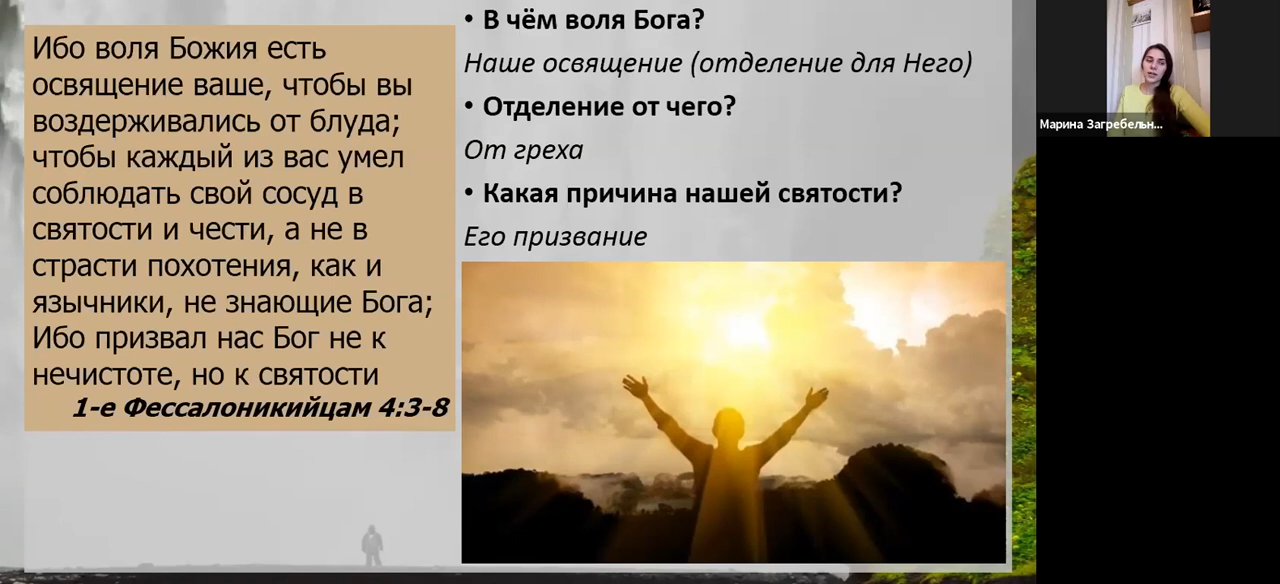 Ибо воля Божия есть
освящение ваше, чтобы вы
воздерживались от блуда;
чтобы каждый из вас умел
соблюдать свой сосуд в
святости и чести, а не в
страсти похотения, как и
язычники, не знающие Бога;
Ибо призвал нас Бог не к
нечистоте, но к святости
1-е Фессалоникийцам 4:3-8
• В чём воля Бога?
Наше освящение (отделение для Него)
• Отделение от чего?
От греха
• Какая причина нашей святости?
Его призвание
Марина Загребельн...